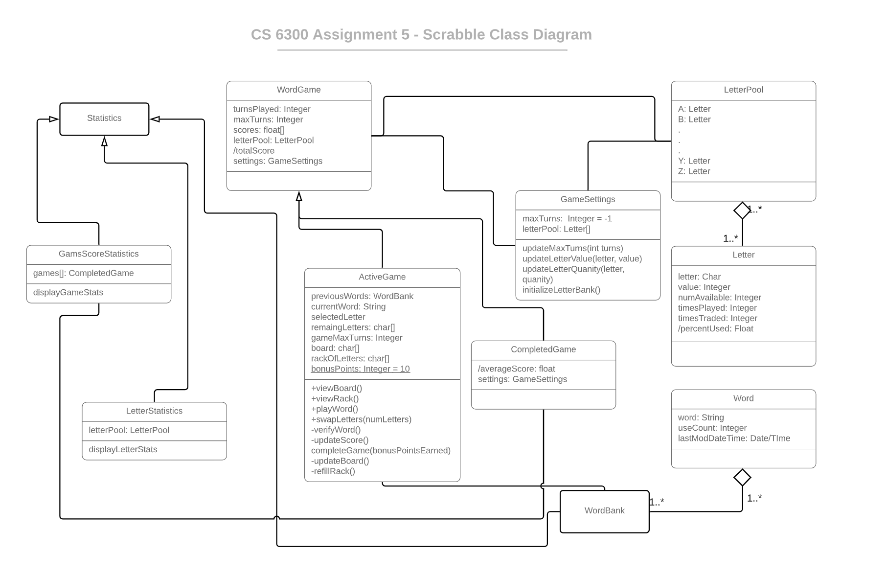 CS 6300 Assignment 5 - Scrabble Class Diagram
Statistics
WordGame
turnsPlayed: Integer
maxTurns: Integer
scores: float[]
letterPool: LetterPool
/totalScore
settings: GameSettings
LetterPool
A: Letter
B: Letter
.
.
.
Y: Letter
Z: Letter
1..*
1..*
GameSettings
maxTurns:  Integer = -1
letterPool: Letter[]
updateMaxTurns(int turns)
updateLetterValue(letter, value)
updateLetterQuanity(letter,
quanity)
initializeLetterBank()
GamsScoreStatistics
games[]: CompletedGame
displayGameStats
Letter
letter: Char
value: Integer
numAvailable: Integer
timesPlayed: Integer
timesTraded: Integer
/percentUsed: Float
ActiveGame
previousWords: WordBank
currentWord: String
selectedLetter
remaingLetters: char[]
gameMaxTurns: Integer
board: char[]
rackOfLetters: char[]
bonusPoints: Integer = 10
+viewBoard()
+viewRack()
+playWord()
+swapLetters(numLetters)
-verifyWord()
-updateScore()
completeGame(bonusPointsEarned)
-updateBoard()
-refillRack()
CompletedGame
/averageScore: float
settings: GameSettings
LetterStatistics
letterPool: LetterPool
displayLetterStats
Word
word: String
useCount: Integer
lastModDateTime: Date/TIme
WordBank
1..*
1..*